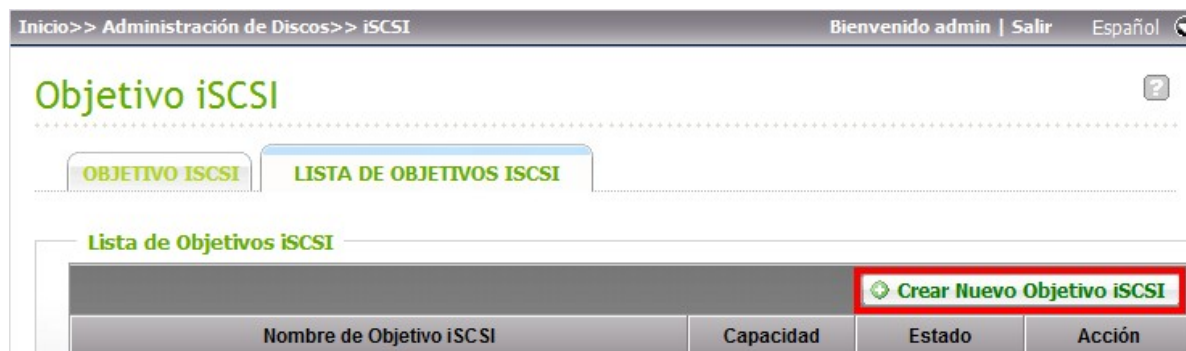 Inicio>> Administración de Discos>> iSCSI Bienvenido admin | Salir Español
Objetivo iSCSI ?
OBJETIVO ISCSI LISTA DE OBJETIVOS ISCSI
Lista de Objetivos iSCSI
Crear Nuevo Objetivo iSCSI
Nombre de Objetivo iSCSI Capacidad Estado Acción